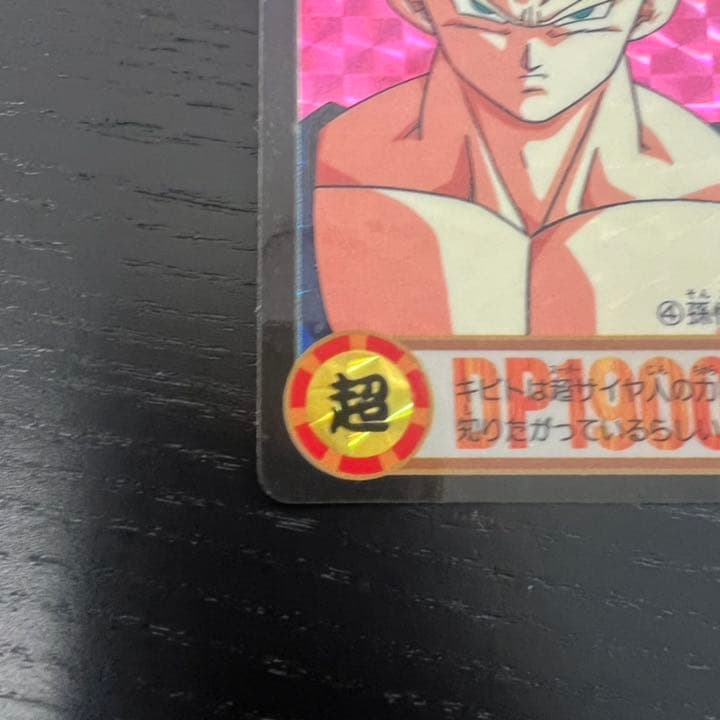 ④孫
超
DP1900
キビトは超サイヤ人の力
知りたがっているらしい